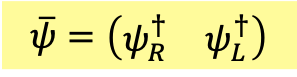 ψ̄ = (ψ_R^† ψ_L^†)